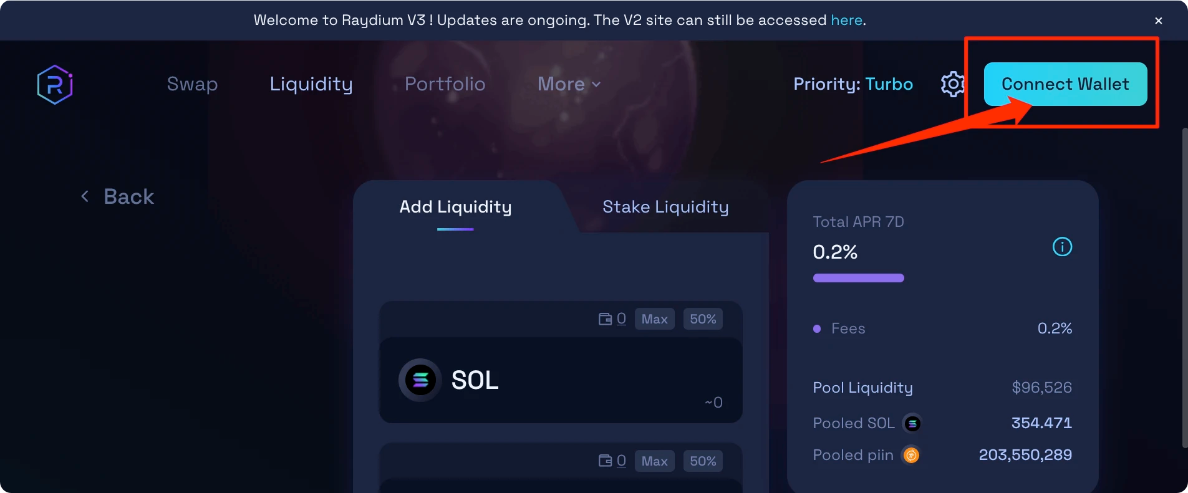 Welcome to Raydium V3 ! Updates are ongoing. The V2 site can still be accessed here.
Swap Liquidity Portfolio More Priority: Turbo Connect Wallet
Back
Add Liquidity Stake Liquidity
Total APR 7D
0.2%
Fees 0.2%
0 Max 50%
SOL
~0
Pool Liquidity $96,526
Pooled SOL 354.471
Pooled piin 203,550,289
0 Max 50%